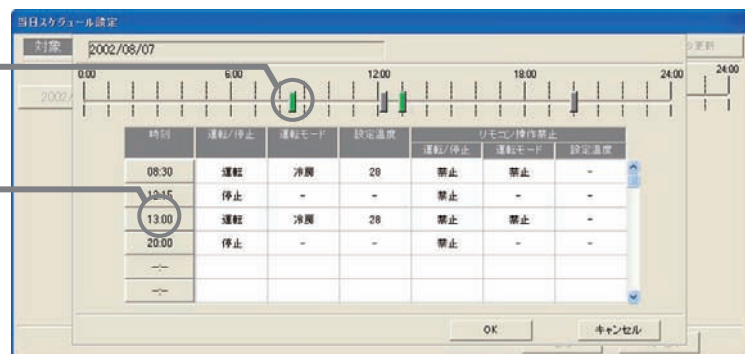 当日スケジュール設定
対象
2002/08/07
更新
0:00 6:00 12:00 18:00 24:00
24:00
2002/
時刻 運転/停止 運転モード 設定温度 リモコン操作禁止
運転/停止 運転モード 設定温度
08:30 運転 冷房 28 禁止 禁止 -
12:15 停止 - - 禁止 - -
13:00 運転 冷房 28 禁止 禁止 -
20:00 停止 - - 禁止 - -
--:--
--:--
OK キャンセル